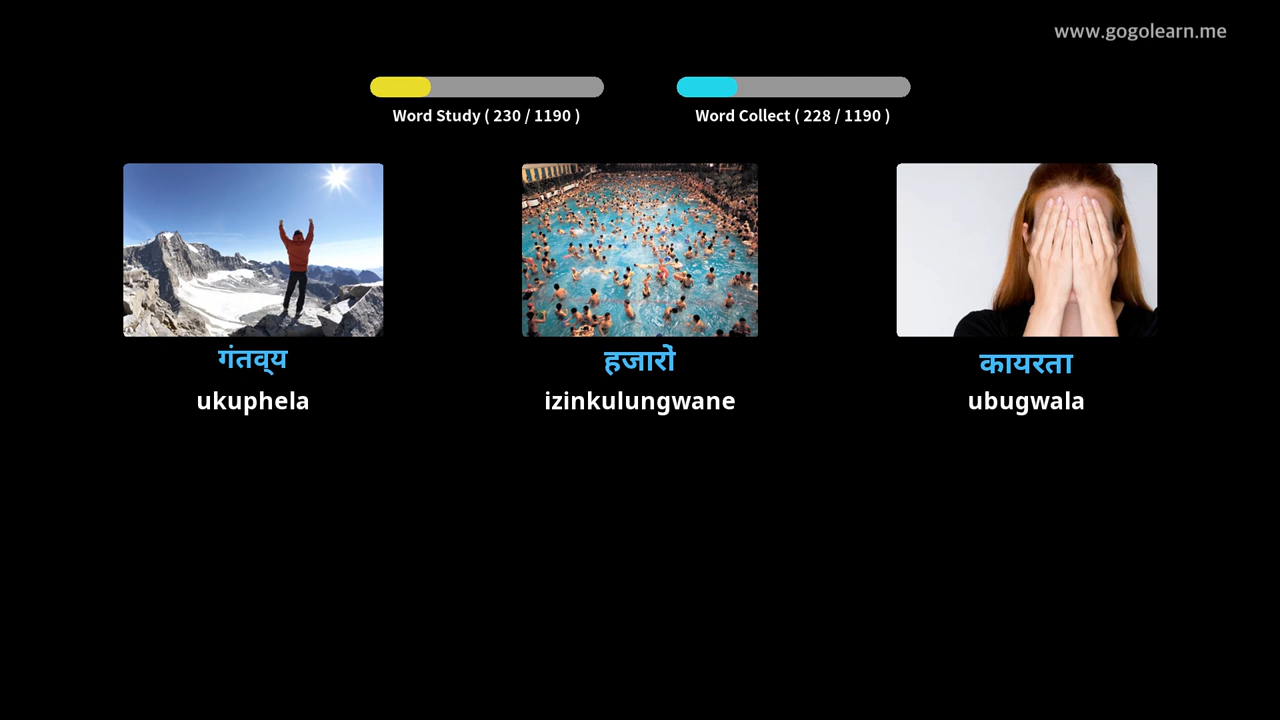 www.gogolearn.me
Word Study ( 230 / 1190 )
Word Collect ( 228 / 1190 )
गंतव्य
हजारों
कायरता
ukuphela
izinkulungwane
ubugwala